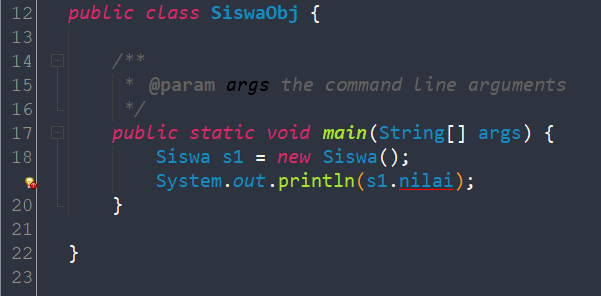 12 public class SiswaObj {
13
14 /**
15 * @param args the command line arguments
16 */
17 public static void main(String[] args) {
18 Siswa s1 = new Siswa();
System.out.println(s1.nilai);
20 }
21
22 }
23